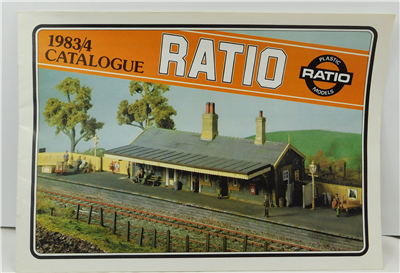 1983/4
CATALOGUE
RATIO
PLASTIC
RATIO
MODELS